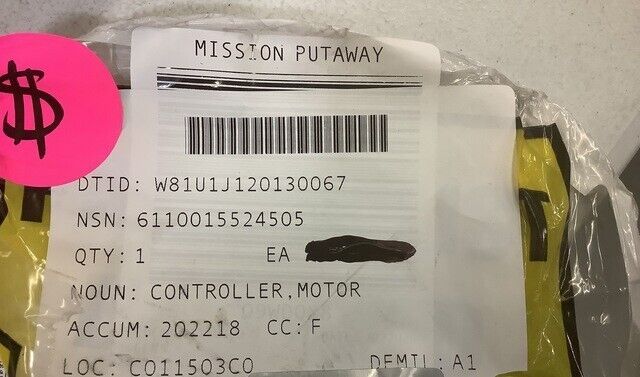 MISSION PUTAWAY
$
DTID: W81U1J120130067
NSN: 6110015524505
QTY: 1 EA
NOUN: CONTROLLER,MOTOR
ACCUM: 202218 CC: F
LOC: C011503C0 DEMIL: A1